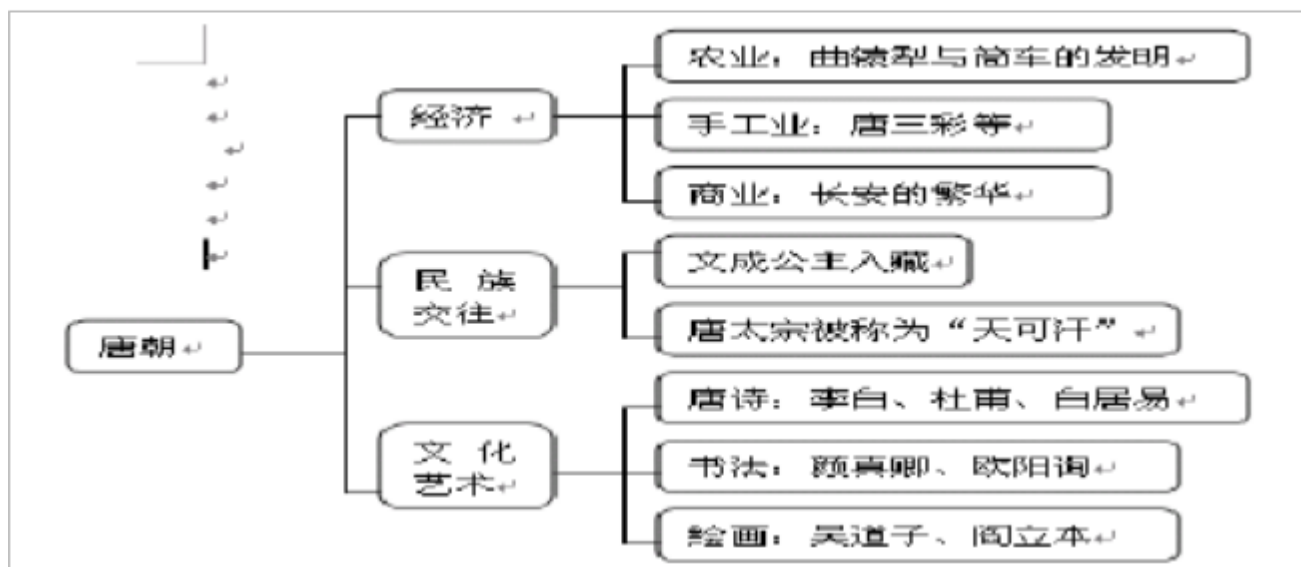 唐朝
经济
农业：曲辕犁与筒车的发明
手工业：唐三彩等
商业：长安的繁华
民 族
交往
文成公主入藏
唐太宗被称为“天可汗”
文 化
艺术
唐诗：李白、杜甫、白居易
书法：颜真卿、欧阳询
绘画：吴道子、阎立本